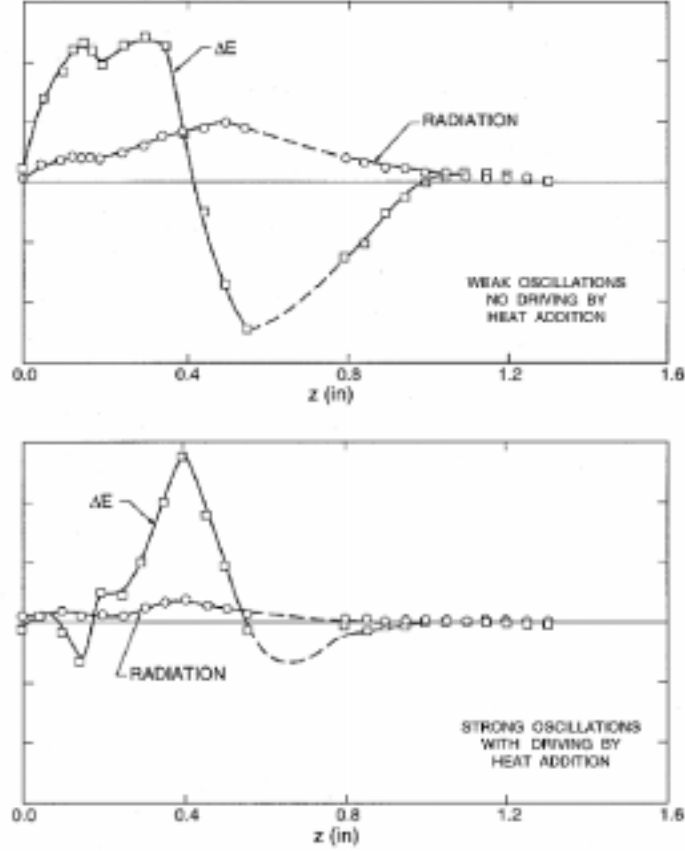 ΔE
RADIATION
WEAK OSCILLATIONS
NO DRIVING BY
HEAT ADDITION
0.0 0.4 0.8 1.2 1.6
z (in)
ΔE
RADIATION
STRONG OSCILLATIONS
WITH DRIVING BY
HEAT ADDITION
0.0 0.4 0.8 1.2 1.6
z (in)